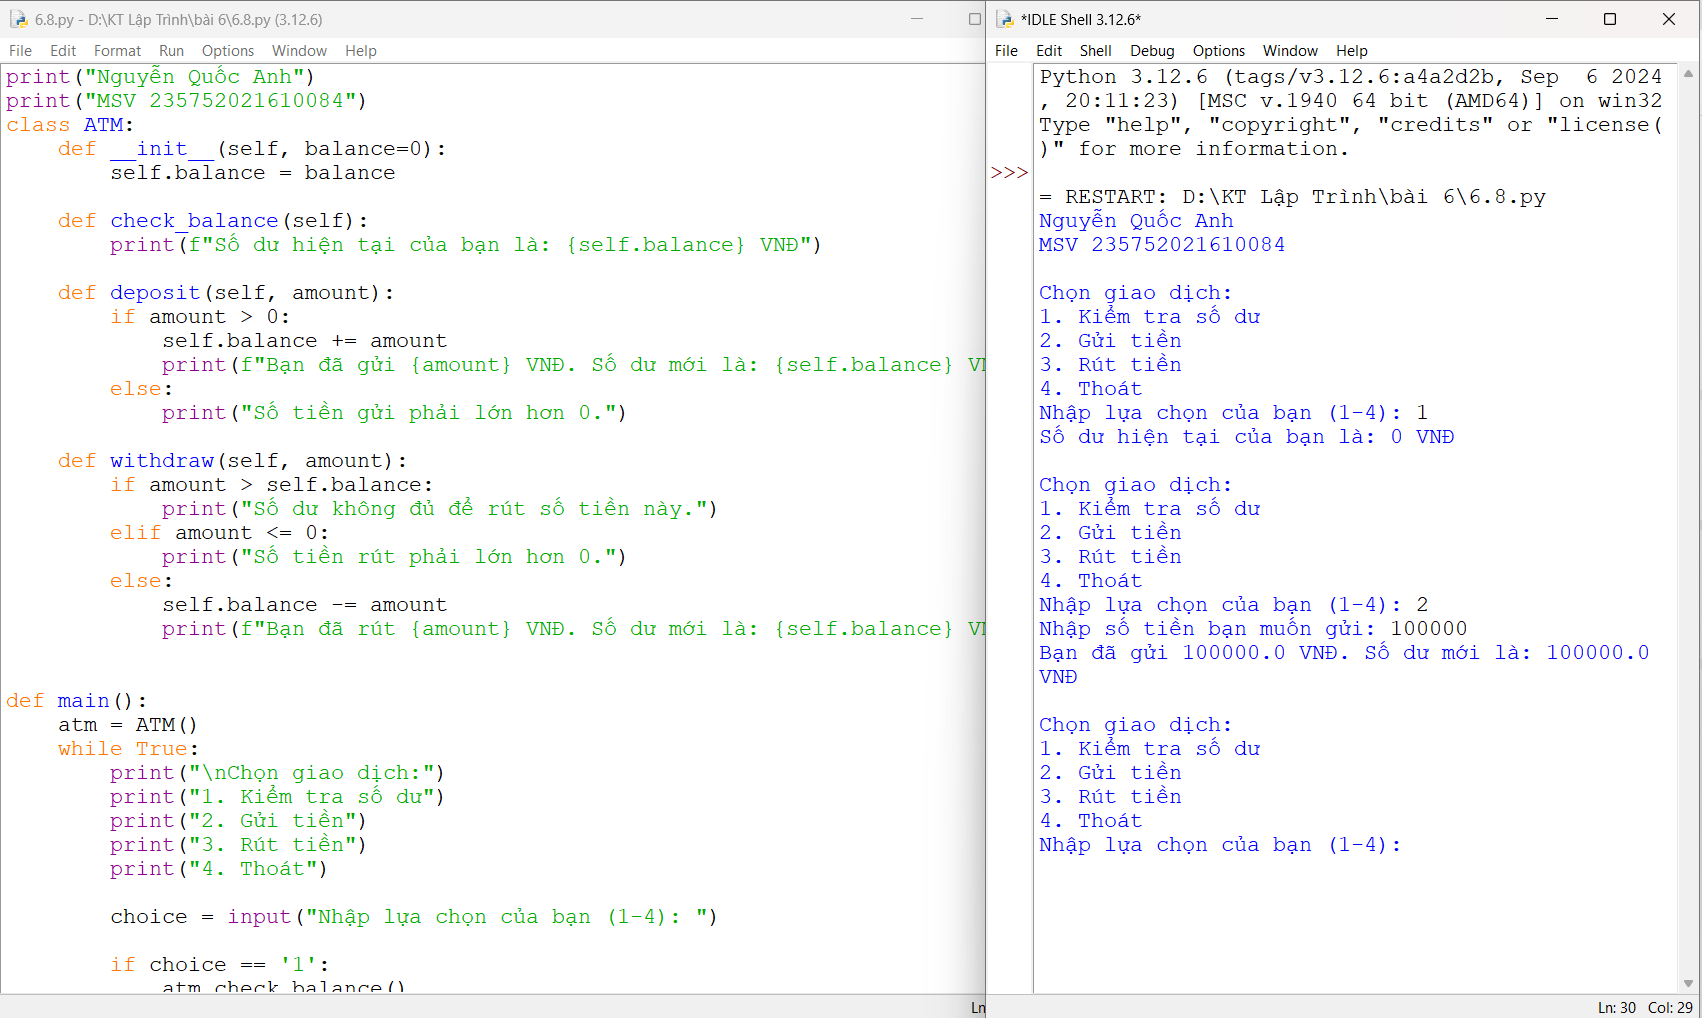 6.8.py - D:\KT Lập Trình\bài 6\6.8.py (3.12.6)
File Edit Format Run Options Window Help
print("Nguyễn Quốc Anh")
print("MSV 235752021610084")
class ATM:
    def __init__(self, balance=0):
        self.balance = balance
    def check_balance(self):
        print(f"Số dư hiện tại của bạn là: {self.balance} VNĐ")
    def deposit(self, amount):
        if amount > 0:
            self.balance += amount
            print(f"Bạn đã gửi {amount} VNĐ. Số dư mới là: {self.balance}
        else:
            print("Số tiền gửi phải lớn hơn 0.")
    def withdraw(self, amount):
        if amount > self.balance:
            print("Số dư không đủ để rút số tiền này.")
        elif amount <= 0:
            print("Số tiền rút phải lớn hơn 0.")
        else:
            self.balance -= amount
            print(f"Bạn đã rút {amount} VNĐ. Số dư mới là: {self.balance}
def main():
    atm = ATM()
    while True:
        print("\nChọn giao dịch:")
        print("1. Kiểm tra số dư")
        print("2. Gửi tiền")
        print("3. Rút tiền")
        print("4. Thoát")
        choice = input("Nhập lựa chọn của bạn (1-4): ")
        if choice == '1':
            atm.check_balance()
Ln
*IDLE Shell 3.12.6*
File Edit Shell Debug Options Window Help
Python 3.12.6 (tags/v3.12.6:a4a2d2b, Sep  6 2024
, 20:11:23) [MSC v.1940 64 bit (AMD64)] on win32
Type "help", "copyright", "credits" or "license(
)" for more information.
>>>
= RESTART: D:\KT Lập Trình\bài 6\6.8.py
Nguyễn Quốc Anh
MSV 235752021610084
Chọn giao dịch:
1. Kiểm tra số dư
2. Gửi tiền
3. Rút tiền
4. Thoát
Nhập lựa chọn của bạn (1-4): 1
Số dư hiện tại của bạn là: 0 VNĐ
Chọn giao dịch:
1. Kiểm tra số dư
2. Gửi tiền
3. Rút tiền
4. Thoát
Nhập lựa chọn của bạn (1-4): 2
Nhập số tiền bạn muốn gửi: 100000
Bạn đã gửi 100000.0 VNĐ. Số dư mới là: 100000.0
VNĐ
Chọn giao dịch:
1. Kiểm tra số dư
2. Gửi tiền
3. Rút tiền
4. Thoát
Nhập lựa chọn của bạn (1-4):
Ln: 30 Col: 29